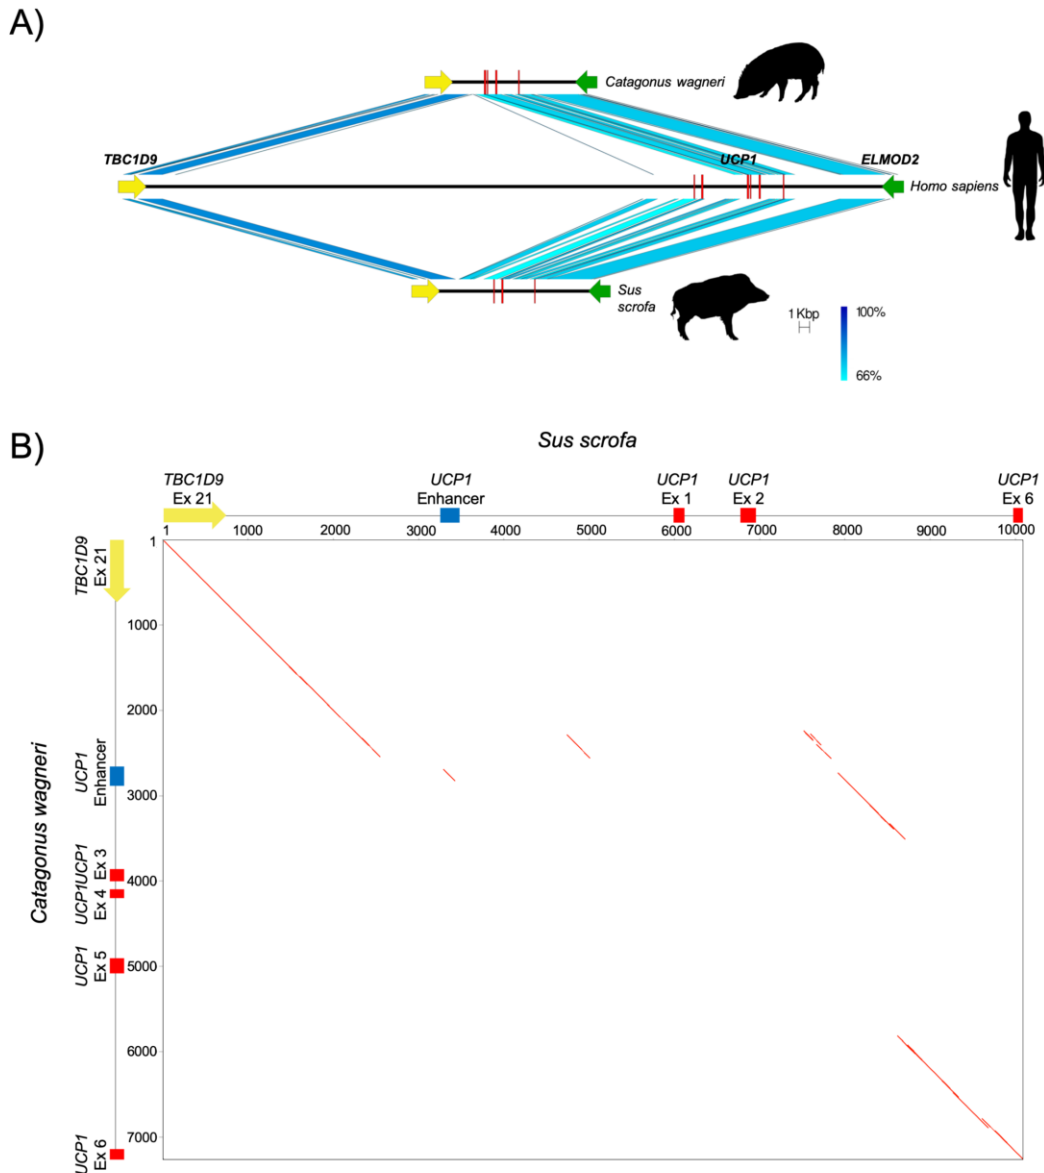 A)
Catagonus wagneri
TBC1D9
UCP1
ELMOD2
Homo sapiens
Sus
scrofa
1 Kbp
100%
66%
B)
Sus scrofa
TBC1D9
Ex 21
UCP1
Enhancer
UCP1
Ex 1
UCP1
Ex 2
UCP1
Ex 6
1 1000 2000 3000 4000 5000 6000 7000 8000 9000 10000
Catagonus wagneri
TBC1D9
Ex 21
UCP1
Enhancer
UCP1
Ex 3
UCP1
Ex 4
UCP1
Ex 5
UCP1
Ex 6
1
1000
2000
3000
4000
5000
6000
7000